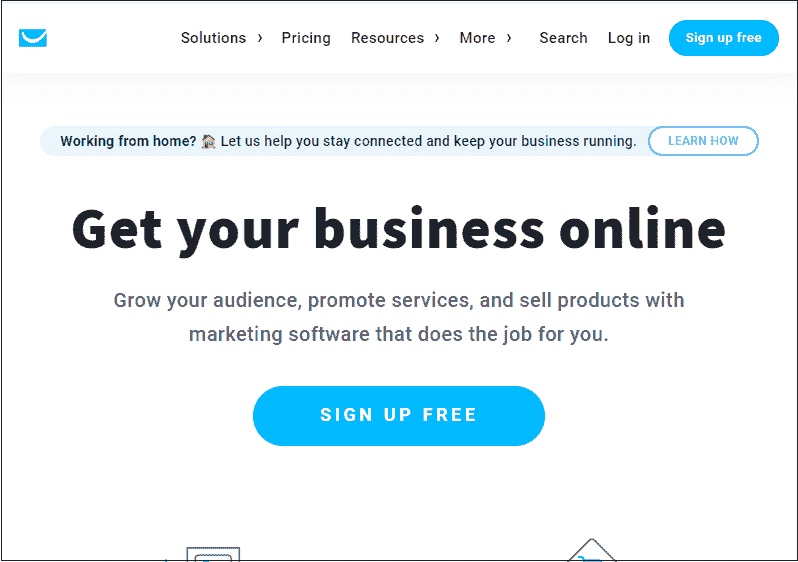 Solutions Pricing Resources More Search Log in Sign up free
Working from home? 🏠 Let us help you stay connected and keep your business running. LEARN HOW
Get your business online
Grow your audience, promote services, and sell products with
marketing software that does the job for you.
SIGN UP FREE